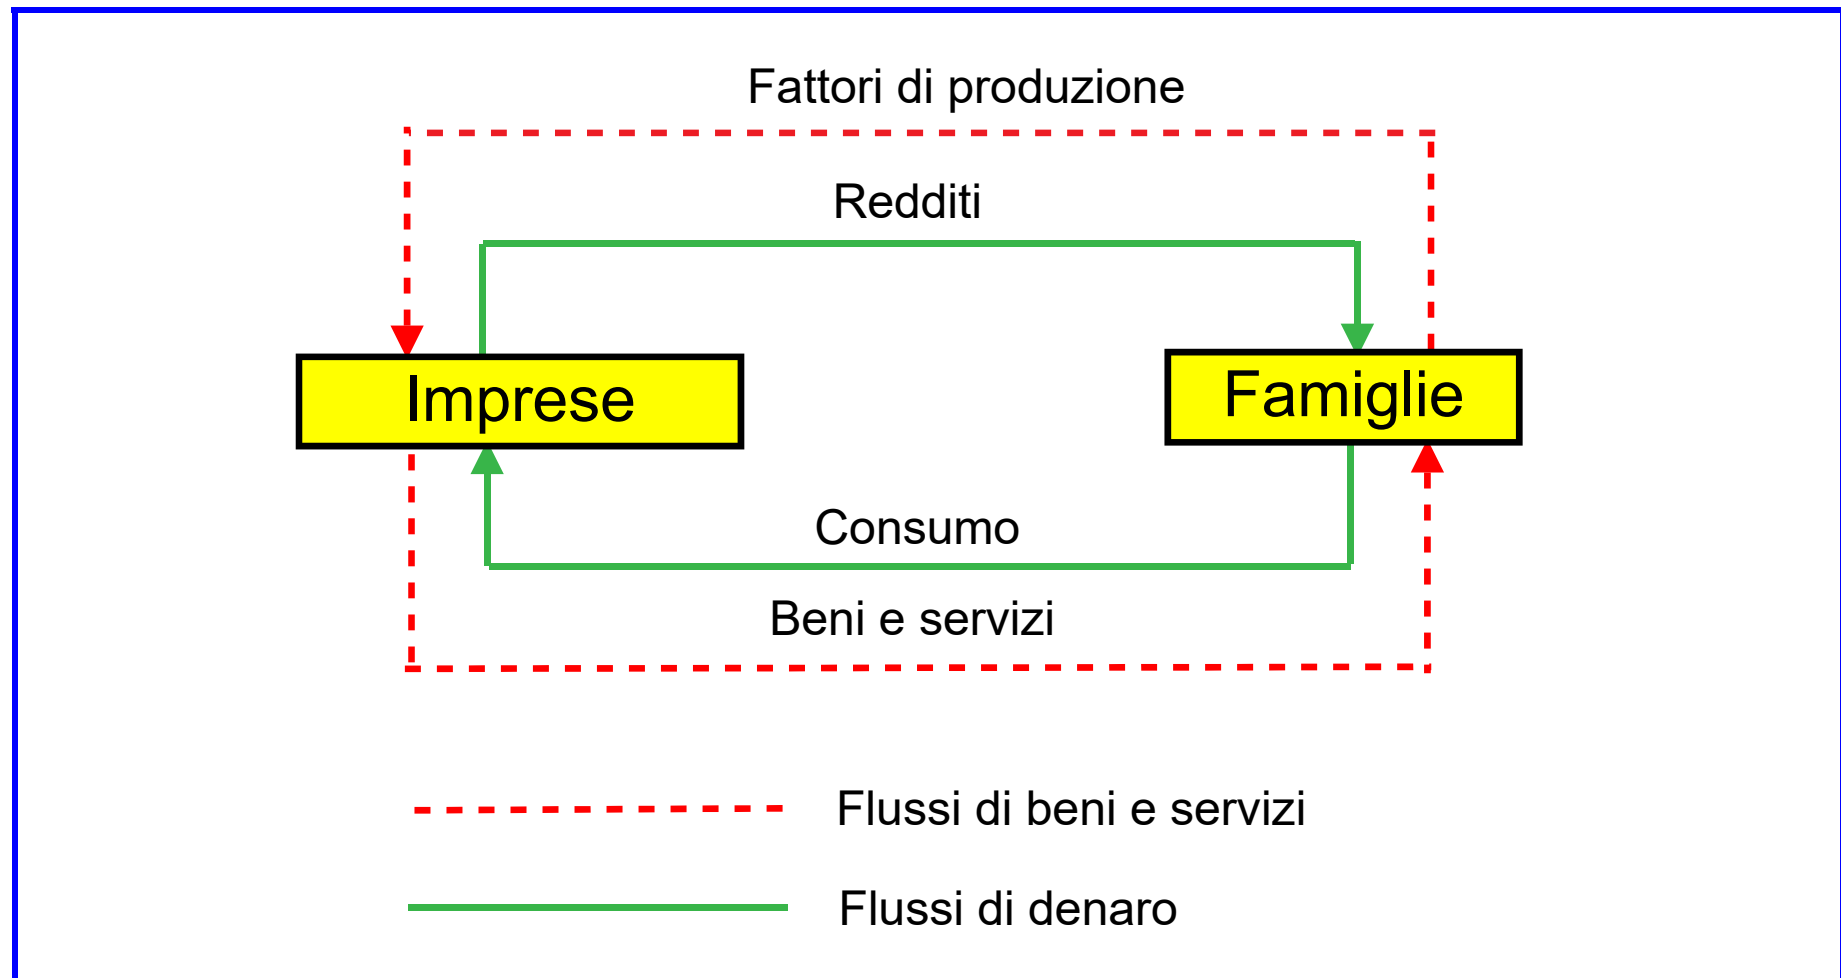 Fattori di produzione
Redditi
Imprese
Famiglie
Consumo
Beni e servizi
Flussi di beni e servizi
Flussi di denaro